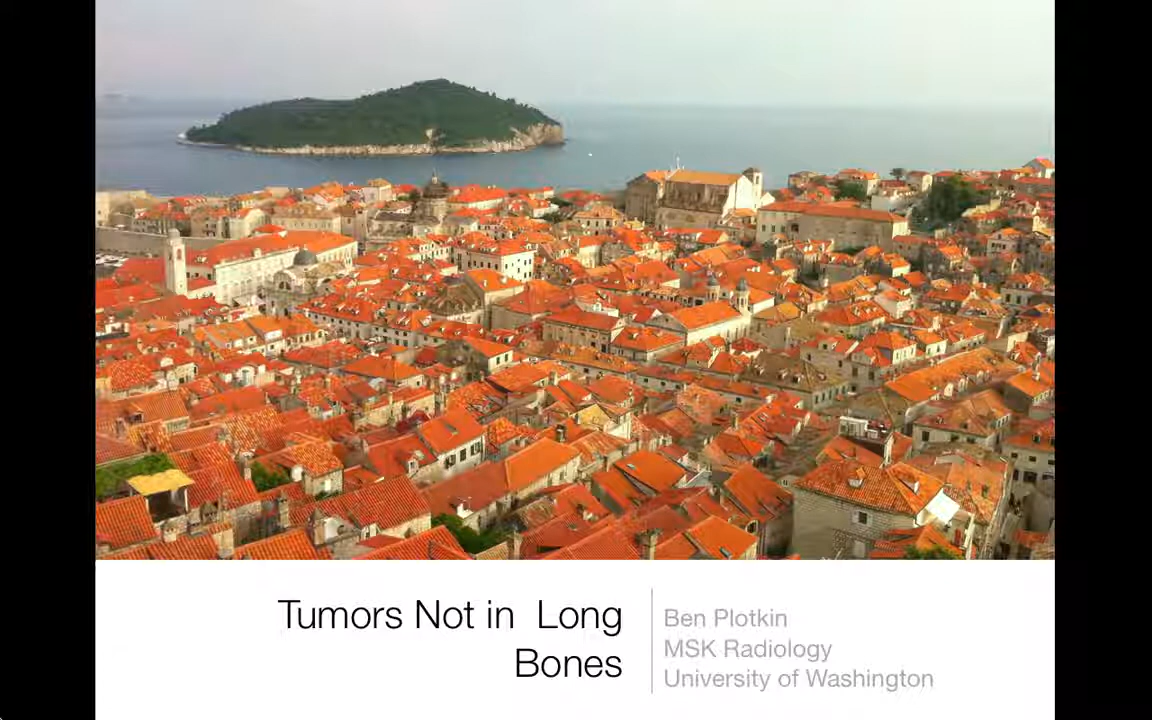 Tumors Not in Long
Bones
Ben Plotkin
MSK Radiology
University of Washington